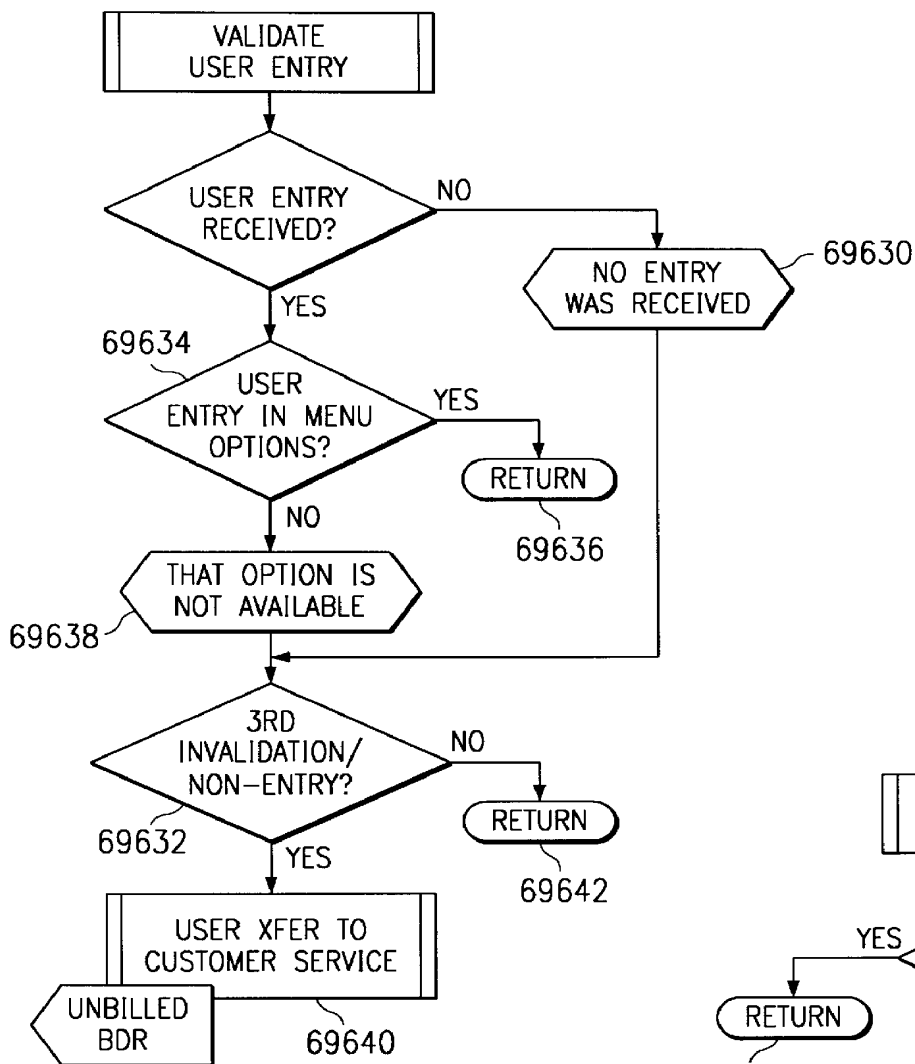 VALIDATE
USER ENTRY
USER ENTRY
RECEIVED?
NO
69630
NO ENTRY
WAS RECEIVED
YES
69634
USER
ENTRY IN MENU
OPTIONS?
YES
RETURN
69636
NO
THAT OPTION IS
NOT AVAILABLE
69638
3RD
INVALIDATION/
NON-ENTRY?
NO
69632
RETURN
69642
YES
USER XFER TO
CUSTOMER SERVICE
UNBILLED
BDR
69640
YES
RETURN